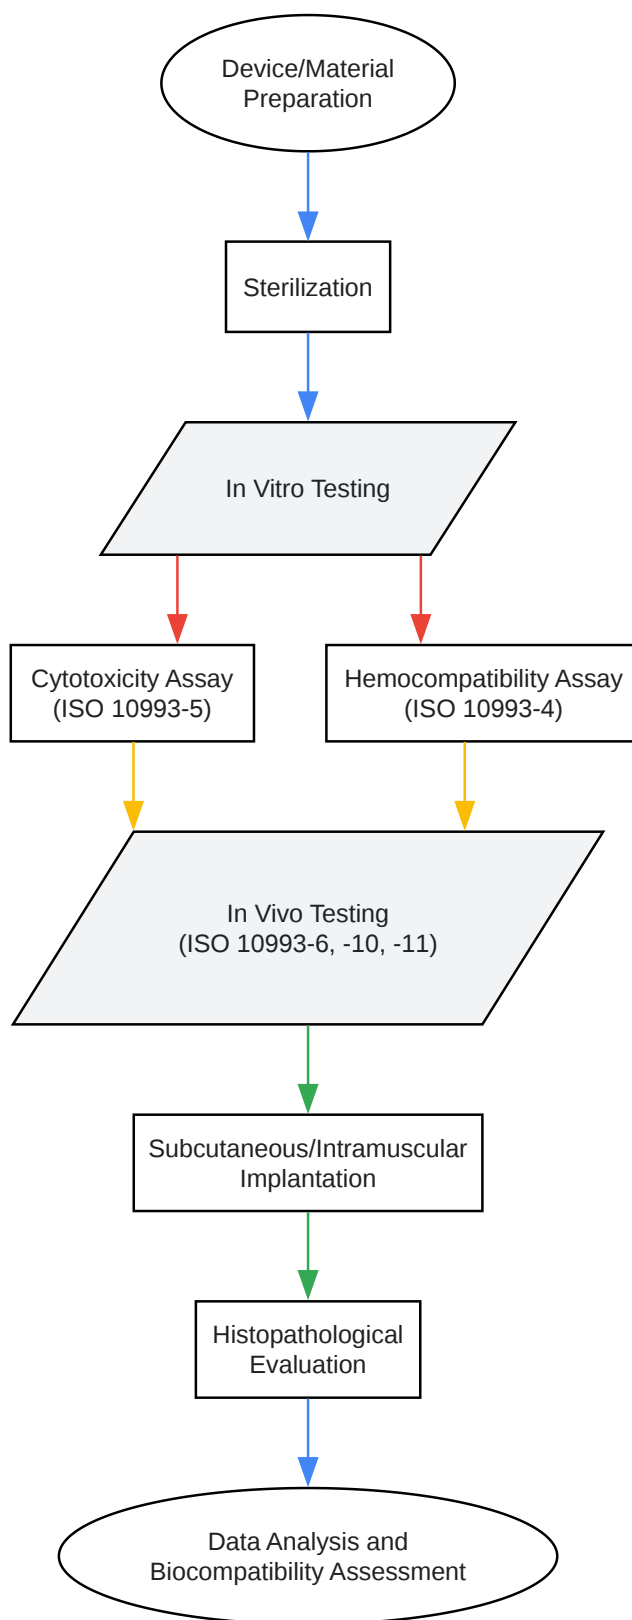 Device/Material
Preparation
Sterilization
In Vitro Testing
Cytotoxicity Assay
(ISO 10993-5)
Hemocompatibility Assay
(ISO 10993-4)
In Vivo Testing
(ISO 10993-6, -10, -11)
Subcutaneous/Intramuscular
Implantation
Histopathological
Evaluation
Data Analysis and
Biocompatibility Assessment